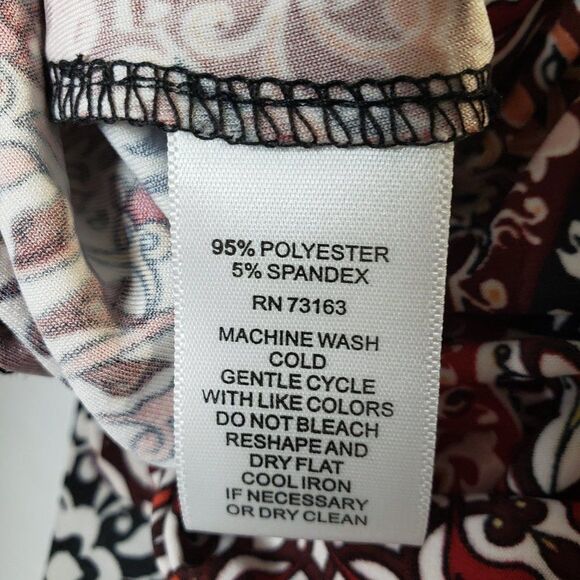 95% POLYESTER
5% SPANDEX
RN 73163
MACHINE WASH
COLD
GENTLE CYCLE
WITH LIKE COLORS
DO NOT BLEACH
RESHAPE AND
DRY FLAT
COOL IRON
IF NECESSARY
OR DRY CLEAN